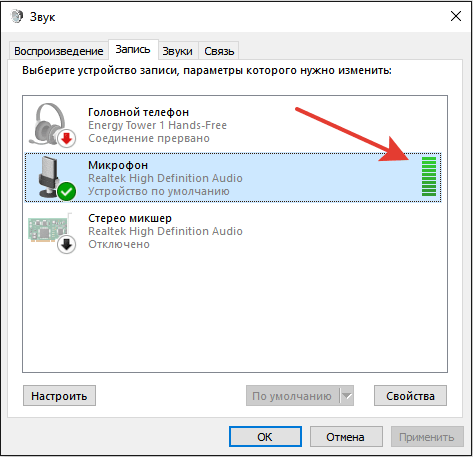 Звук
Воспроизведение Запись Звуки Связь
Выберите устройство записи, параметры которого нужно изменить:
Головной телефон
Energy Tower 1 Hands-Free
Соединение прервано
Микрофон
Realtek High Definition Audio
Устройство по умолчанию
Стерео микшер
Realtek High Definition Audio
Отключено
Настроить По умолчанию Свойства
ОК Отмена Применить